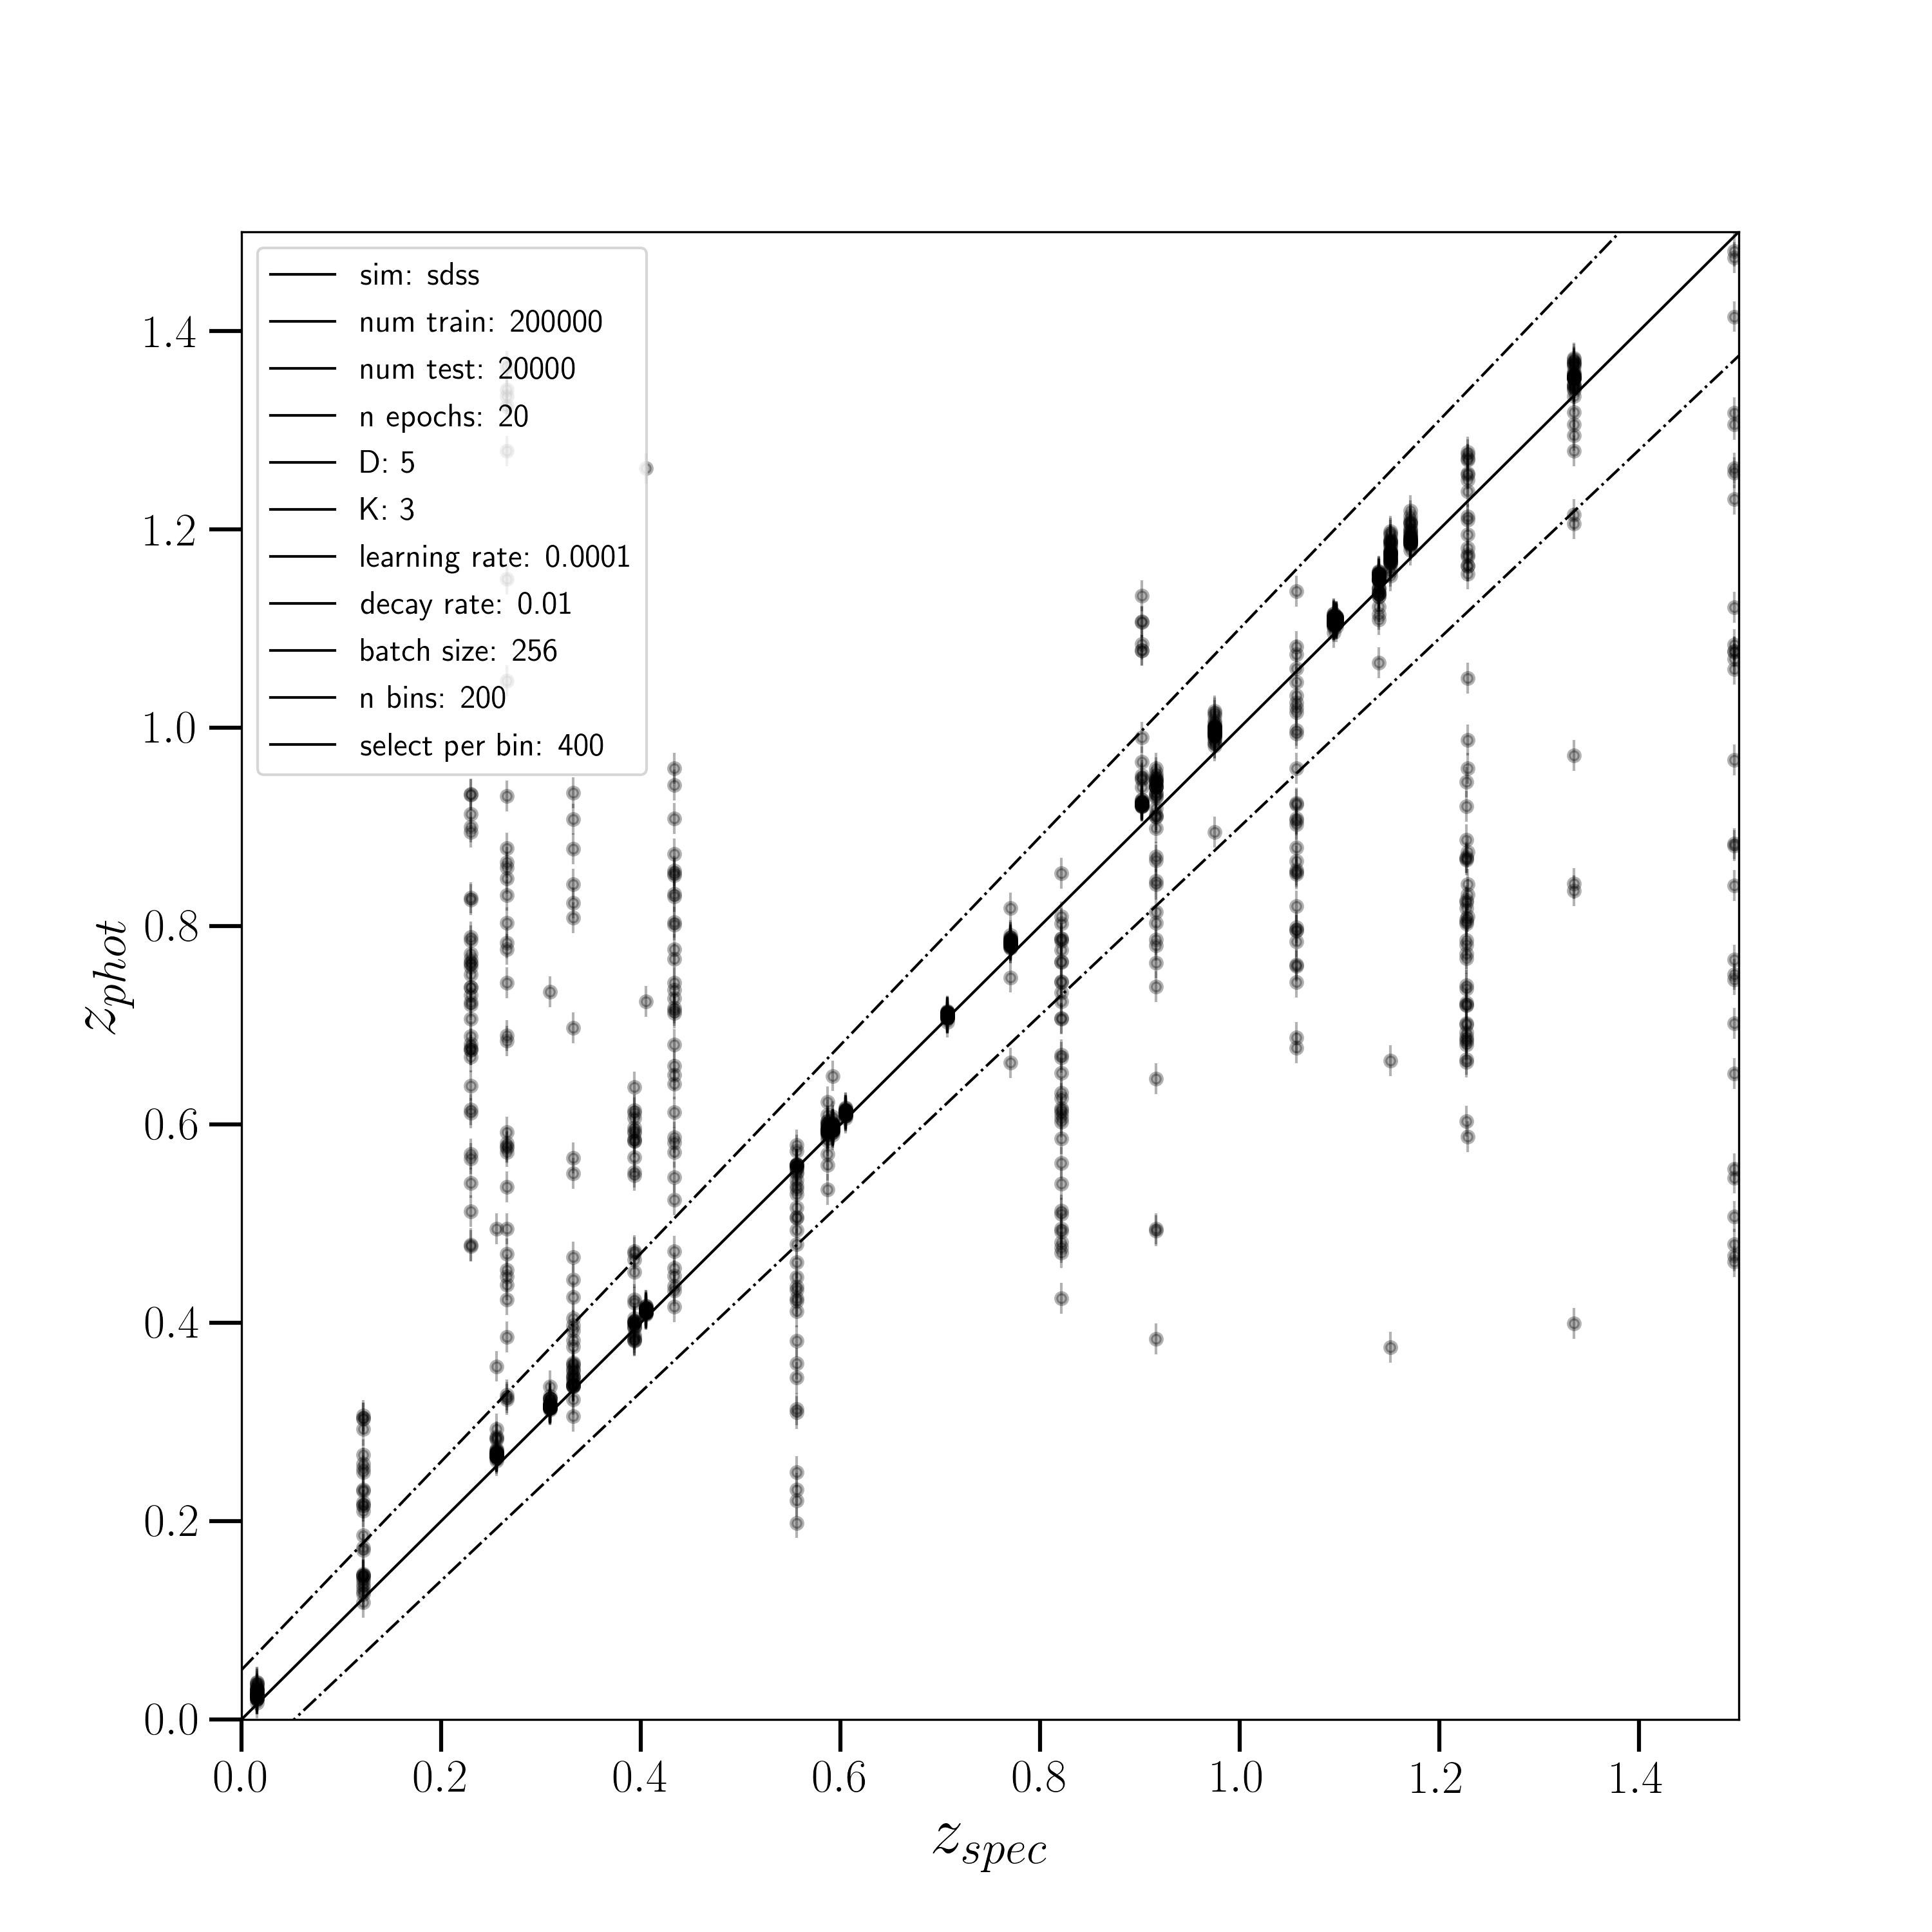 sim: sdss
num train: 200000
num test: 20000
n epochs: 20
D: 5
K: 3
learning rate: 0.0001
decay rate: 0.01
batch size: 256
n bins: 200
select per bin: 400
1.4
1.2
1.0
0.8
0.6
0.4
0.2
0.0
z_phot
0.0 0.2 0.4 0.6 0.8 1.0 1.2 1.4
z_spec